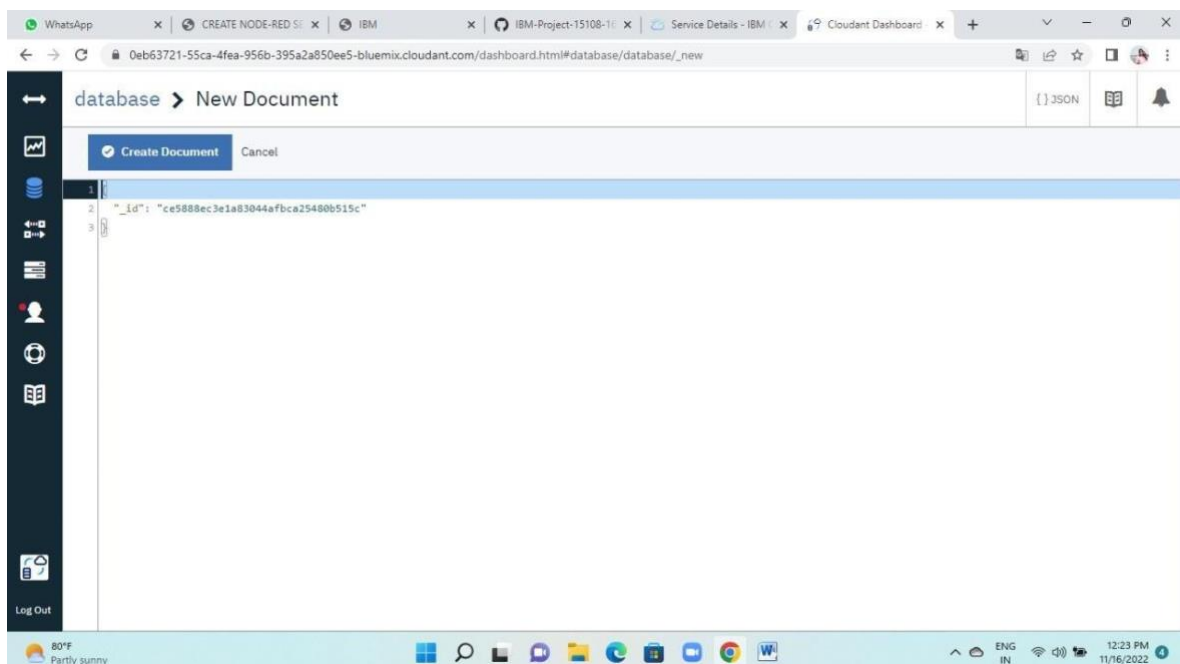 WhatsApp
CREATE NODE-RED SE
IBM
IBM-Project-15108-16
Service Details - IBM C
Cloudant Dashboard
0eb63721-55ca-4fea-956b-395a2a850ee5-bluemix.cloudant.com/dashboard.html#database/database/_new
database > New Document
{ } JSON
Create Document Cancel
1 {
2 "_id": "ce5888ec3e1a83044afbca25480b515c"
3 }
Log Out
80°F
Partly sunny
W
ENG
IN
12:23 PM
11/16/2022
4